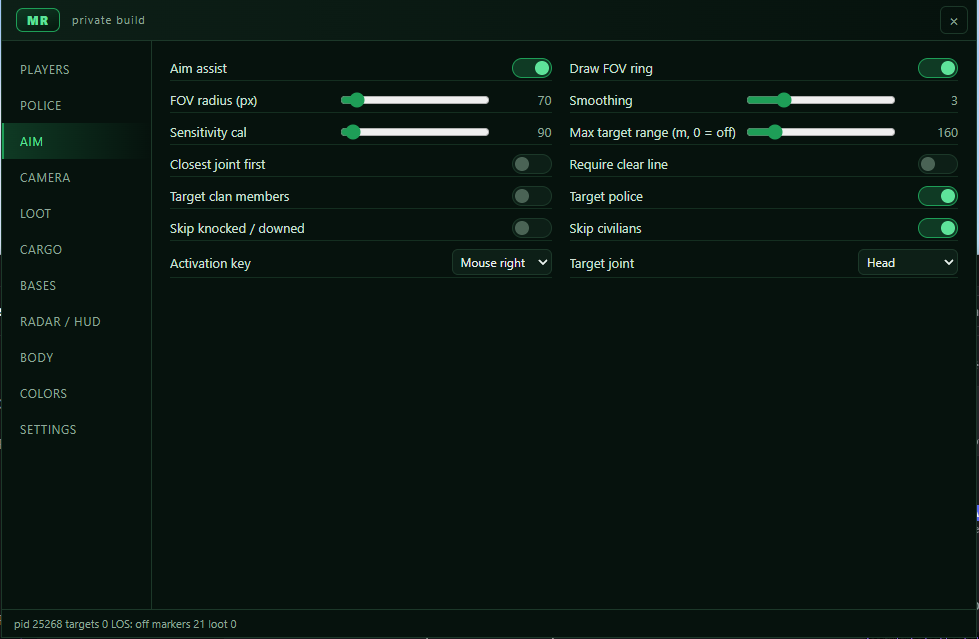 MR private build ×
PLAYERS
POLICE
AIM
CAMERA
LOOT
CARGO
BASES
RADAR / HUD
BODY
COLORS
SETTINGS
Aim assist
Draw FOV ring
FOV radius (px) 70
Smoothing 3
Sensitivity cal 90
Max target range (m, 0 = off) 160
Closest joint first
Require clear line
Target clan members
Target police
Skip knocked / downed
Skip civilians
Activation key Mouse right
Target joint Head
pid 25268 targets 0 LOS: off markers 21 loot 0